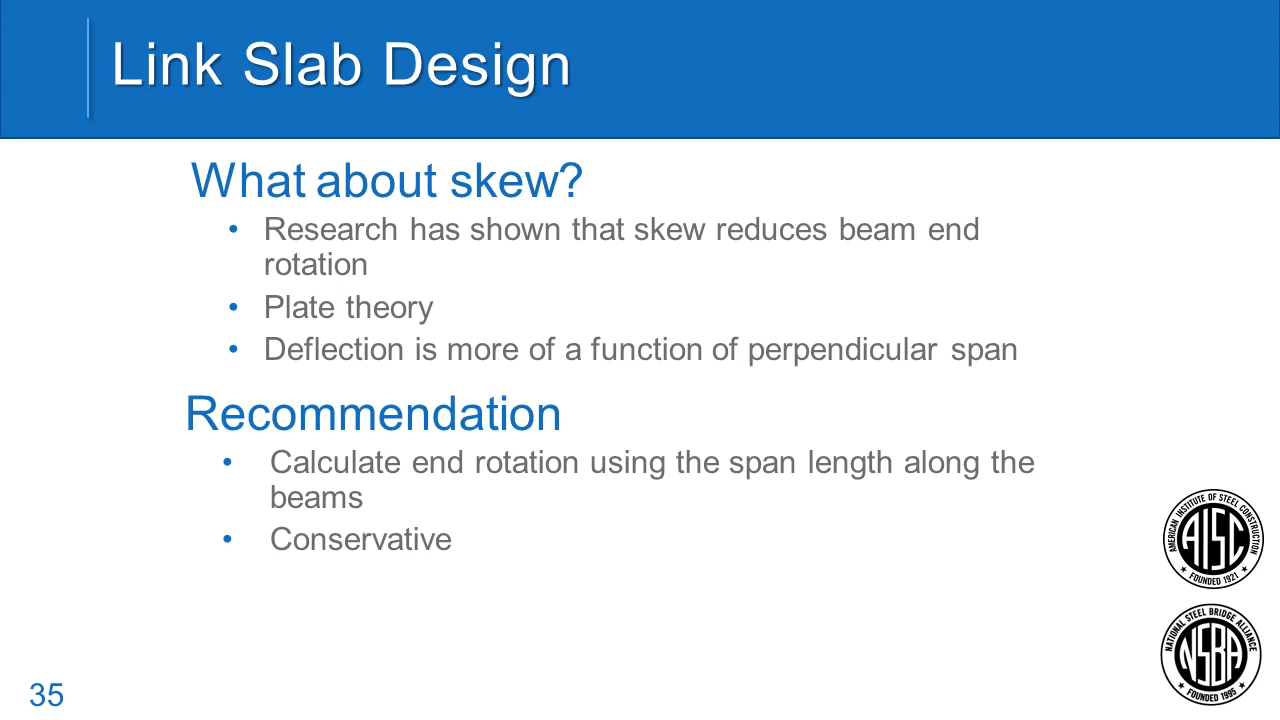 Link Slab Design
What about skew?
• Research has shown that skew reduces beam end
rotation
• Plate theory
• Deflection is more of a function of perpendicular span
Recommendation
• Calculate end rotation using the span length along the
beams
• Conservative
AMERICAN INSTITUTE OF STEEL CONSTRUCTION
AISC
★ FOUNDED 1921 ★
NATIONAL STEEL BRIDGE ALLIANCE
NSBA
★ FOUNDED 1995 ★
35